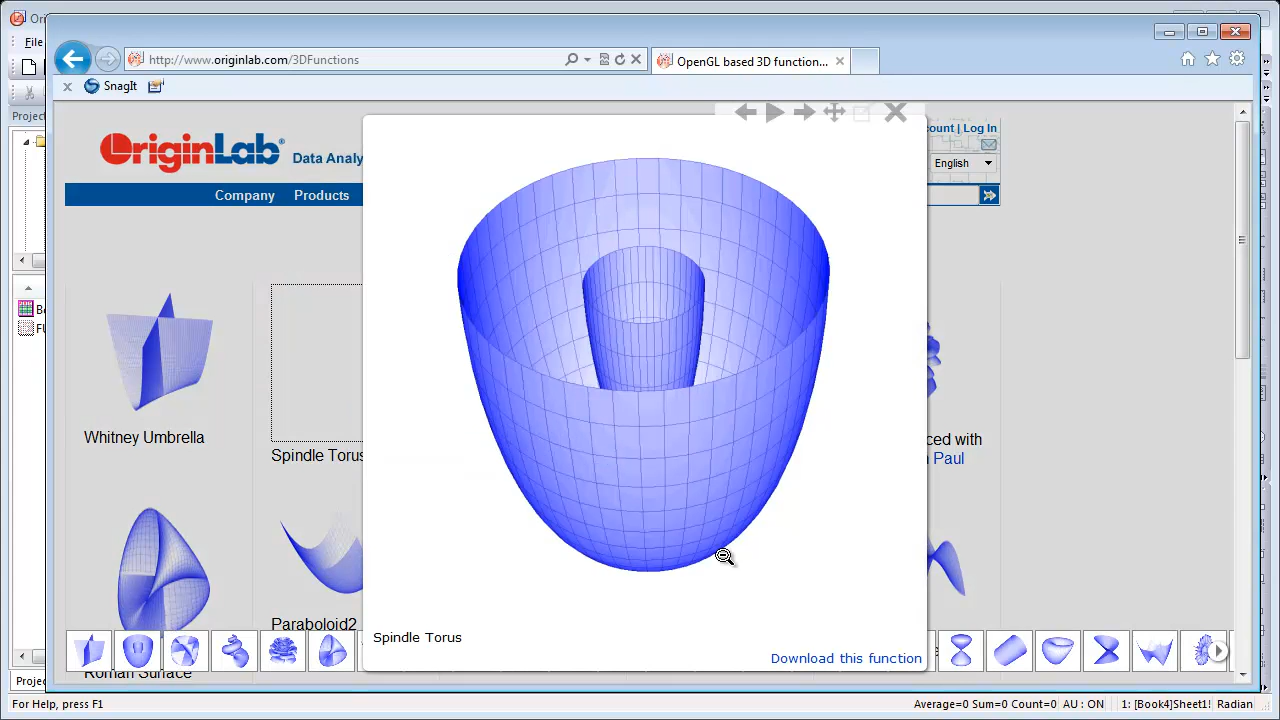 Ori
File
http://www.originlab.com/3DFunctions
OpenGL based 3D function...
SnagIt
Project
OriginLab® Data Analy
count | Log In
English
Company Products
Whitney Umbrella
Spindle Torus
ced with
Paul
Paraboloid2
Roman Surface
Spindle Torus
Download this function
Projec
For Help, press F1
Average=0 Sum=0 Count=0 AU : ON 1: [Book4]Sheet1! Radian